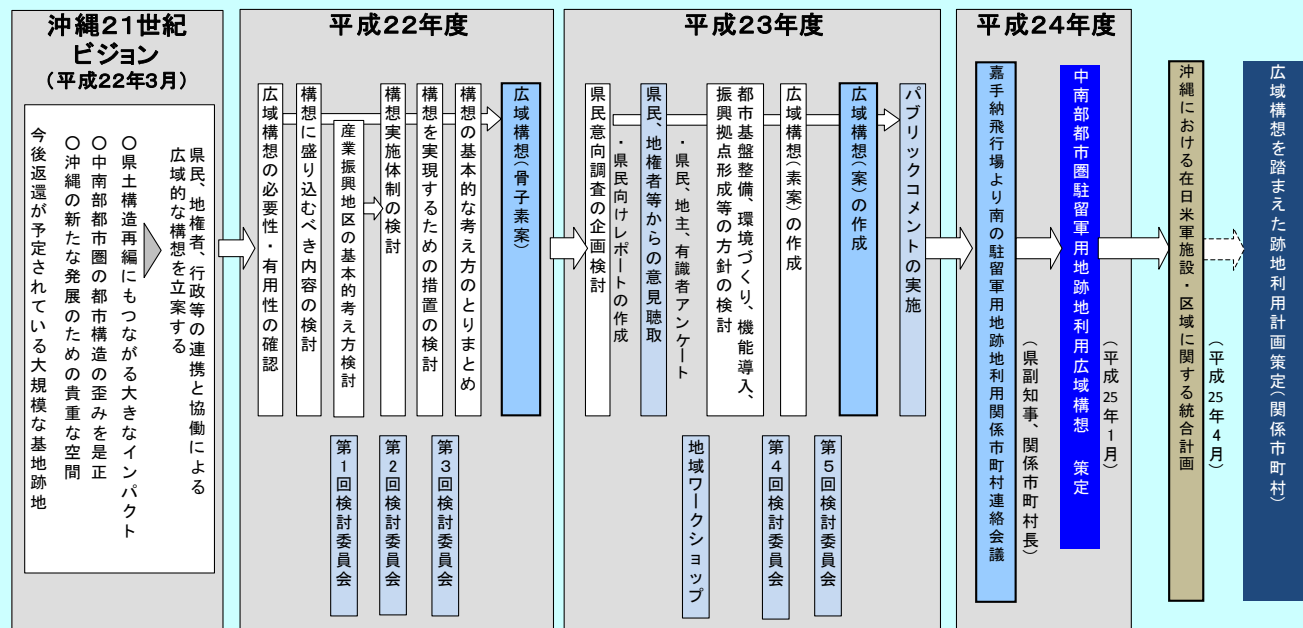 沖縄21世紀
ビジョン
（平成22年3月）
今後返還が予定されている大規模な基地跡地
〇沖縄の新たな発展のための貴重な空間
〇中南部都市圏の都市構造の歪みを是正
〇県土構造再編にもつながる大きなインパクト
県民、地権者、行政等の連携と協働による
広域的な構想を立案する
平成22年度
広域構想の必要性・有用性の確認
構想に盛り込むべき内容の検討
産業振興地区の基本的考え方検討
構想実施体制の検討
構想を実現するための措置の検討
構想の基本的な考え方のとりまとめ
広域構想（骨子素案）
第1回検討委員会
第2回検討委員会
第3回検討委員会
平成23年度
県民意向調査の企画検討
・県民向けレポートの作成
県民、地権者等からの意見聴取
・県民、地主、有識者アンケート
都市基盤整備、環境づくり、機能導入、
振興拠点形成等の方針の検討
広域構想（素案）の作成
広域構想（案）の作成
パブリックコメントの実施
地域ワークショップ
第4回検討委員会
第5回検討委員会
平成24年度
嘉手納飛行場より南の駐留軍用地跡地利用関係市町村連絡会議
（県副知事、関係市町村長）
中南部都市圏駐留軍用地跡地利用広域構想 策定
（平成25年1月）
沖縄における在日米軍施設・区域に関する統合計画
（平成25年4月）
広域構想を踏まえた跡地利用計画策定（関係市町村）